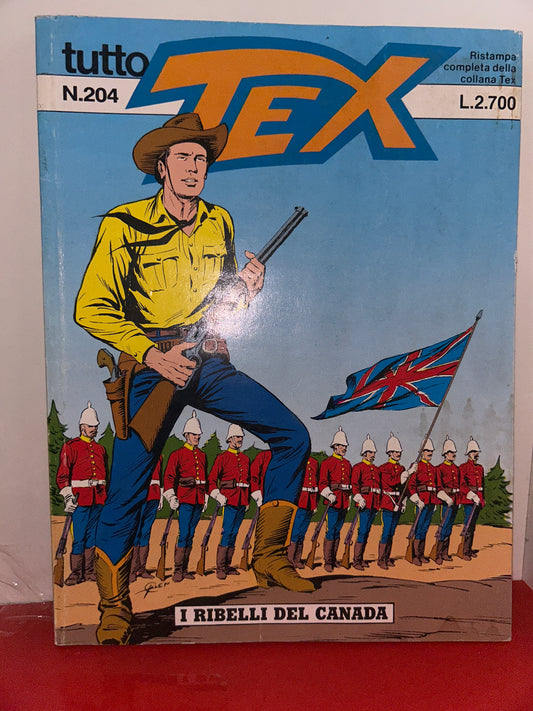 tutto
TEX
N.204
Ristampa
completa della
collana Tex
L.2.700
I RIBELLI DEL CANADA